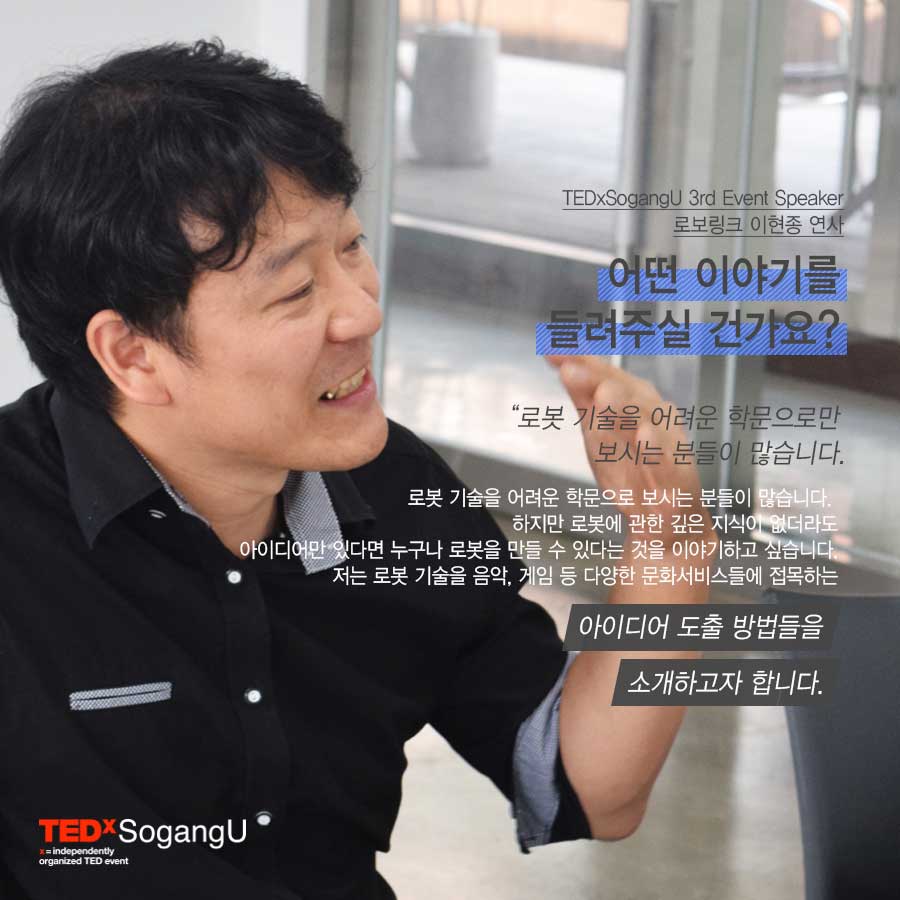 TEDxSogangU 3rd Event Speaker
로보링크 이현종 연사
어떤 이야기를
들려주실 건가요?
“로봇 기술을 어려운 학문으로만
보시는 분들이 많습니다.
로봇 기술을 어려운 학문으로 보시는 분들이 많습니다.
하지만 로봇에 관한 깊은 지식이 없더라도
아이디어만 있다면 누구나 로봇을 만들 수 있다는 것을 이야기하고 싶습니다.
저는 로봇 기술을 음악, 게임 등 다양한 문화서비스들에 접목하는
아이디어 도출 방법들을
소개하고자 합니다.
TEDxSogangU
x = independently
organized TED event